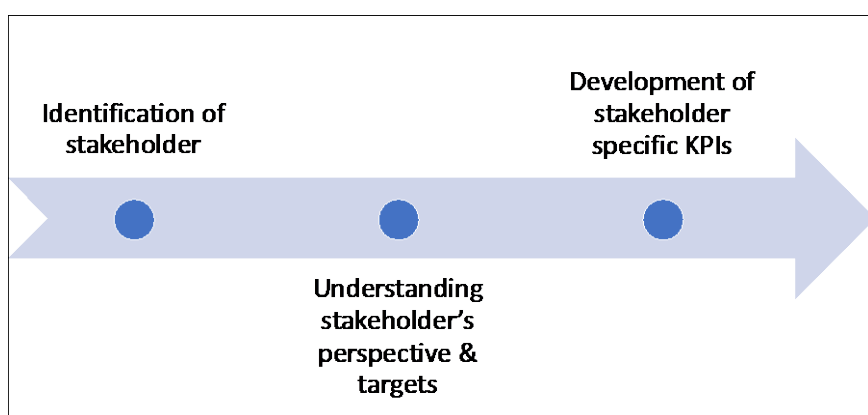 Identification of
stakeholder
Understanding
stakeholder's
perspective &
targets
Development of
stakeholder
specific KPIs